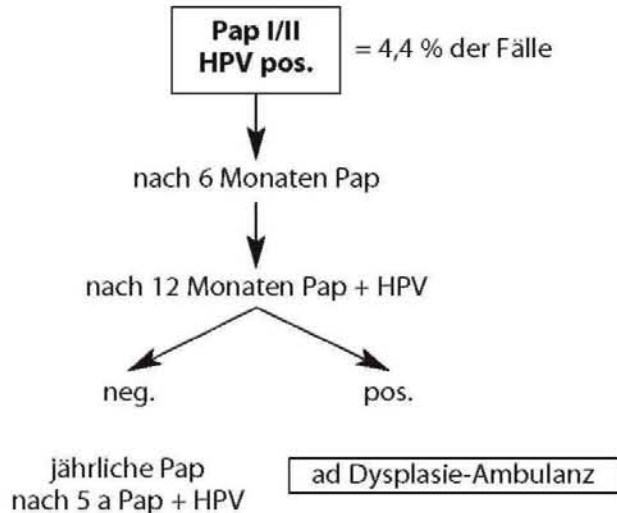 Pap I/II
HPV pos.
= 4,4 % der Fälle
nach 6 Monaten Pap
nach 12 Monaten Pap + HPV
neg.
pos.
jährliche Pap
nach 5 a Pap + HPV
ad Dysplasie-Ambulanz